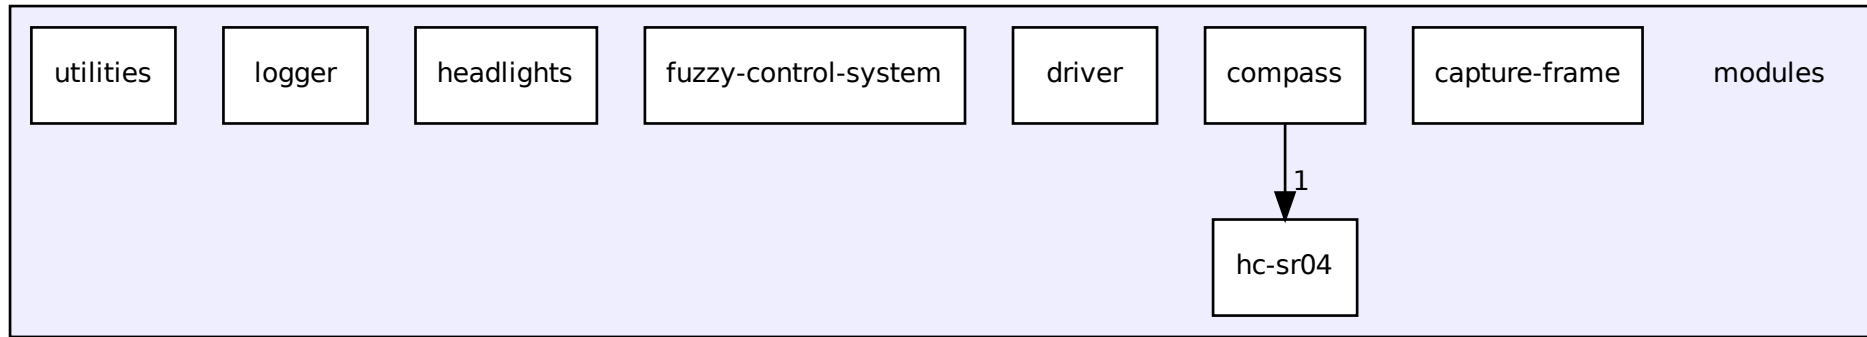 utilities
logger
headlights
fuzzy-control-system
driver
compass
capture-frame
modules
1
hc-sr04